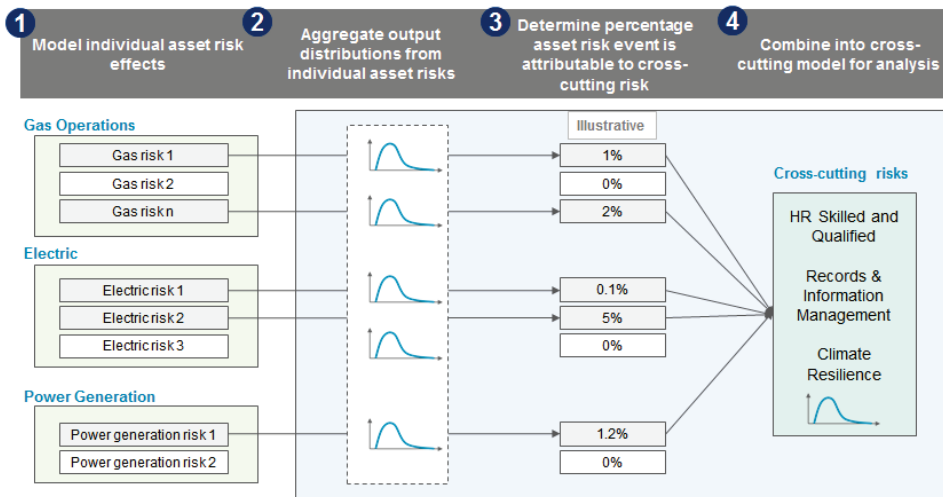 1
Model individual asset risk
effects
2
Aggregate output
distributions from
individual asset risks
3
Determine percentage
asset risk event is
attributable to cross-
cutting risk
4
Combine into cross-
cutting model for analysis
Gas Operations
Gas risk 1
Gas risk 2
Gas risk n
Electric
Electric risk 1
Electric risk 2
Electric risk 3
Power Generation
Power generation risk 1
Power generation risk 2
Illustrative
1%
0%
2%
0.1%
5%
0%
1.2%
0%
Cross-cutting risks
HR Skilled and
Qualified
Records &
Information
Management
Climate
Resilience